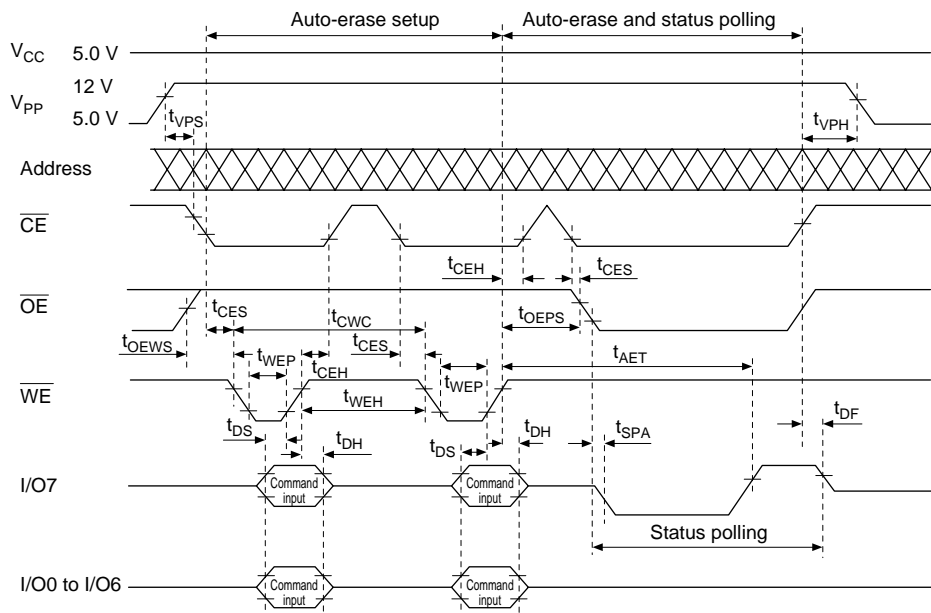 Auto-erase setup
Auto-erase and status polling
VCC 5.0 V
12 V
VPP
5.0 V
tVPS
tVPH
Address
CE
tCEH
tCES
OE
tCES
tCWC
tOEPS
tOEWS
tWEP
tCES
tCEH
tWEP
tAET
WE
tWEH
tDS
tDH
tDS
tDH
tSPA
tDF
I/O7
Command
input
Command
input
Status polling
I/O0 to I/O6
Command
input
Command
input